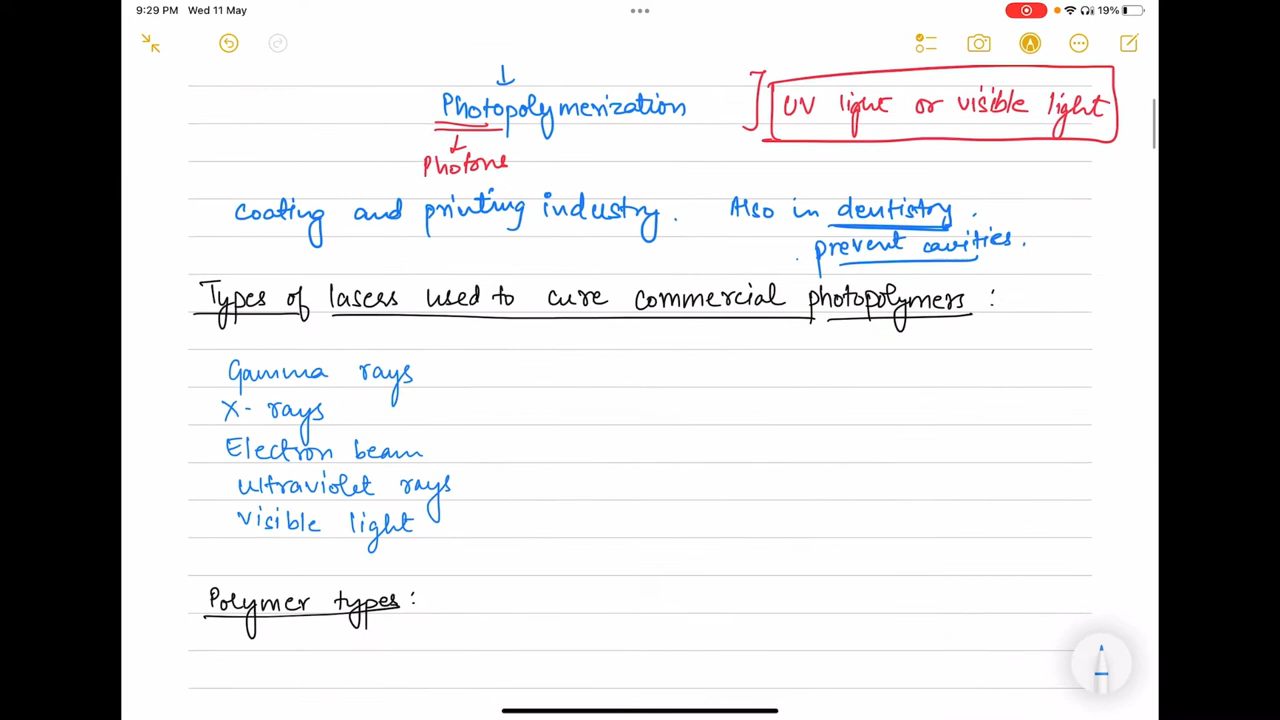 9:29 PM Wed 11 May
19%
Photopolymerization
UV light or visible light
Photons
coating and printing industry. Also in dentistry.
prevent cavities.
Types of lasers used to cure commercial photopolymers :
Gamma rays
X-rays
Electron beam
ultraviolet rays
visible light
Polymer types :